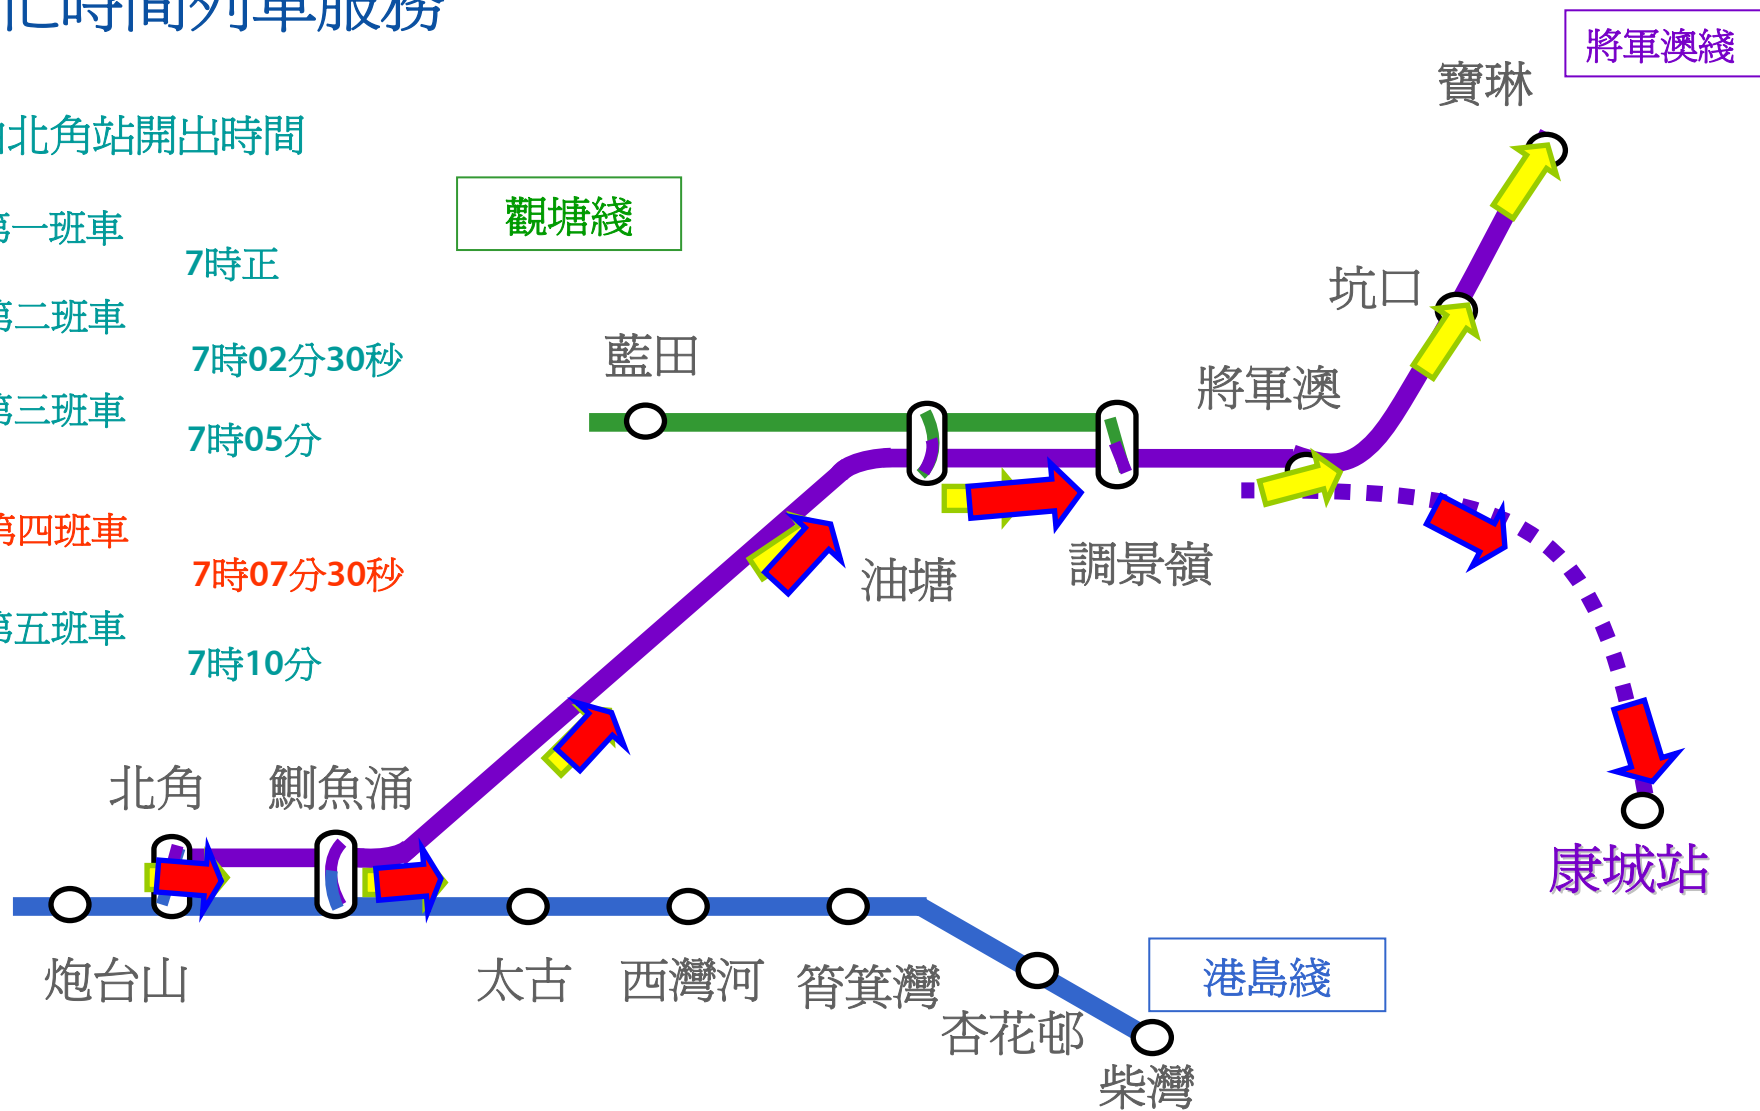 忙時間列車服務
將軍澳綫
寶琳
由北角站開出時間
觀塘綫
第一班車
7時正
坑口
第二班車
7時02分30秒
藍田
將軍澳
第三班車
7時05分
第四班車
7時07分30秒
油塘
調景嶺
第五班車
7時10分
北角
鰂魚涌
康城站
炮台山
太古
西灣河
筲箕灣
港島綫
杏花邨
柴灣